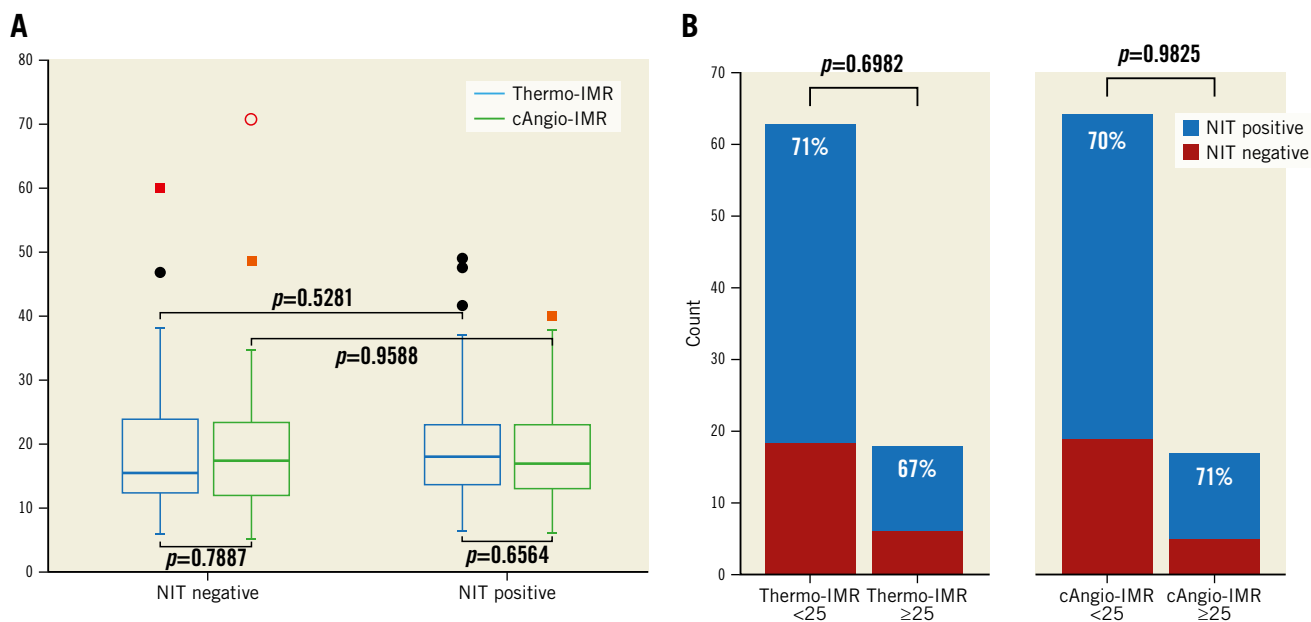 A
80
70
60
50
40
30
20
10
0
Thermo-IMR
cAngio-IMR
p=0.5281
p=0.9588
p=0.7887
p=0.6564
NIT negative
NIT positive
B
Count
70
60
50
40
30
20
10
0
p=0.6982
71%
67%
Thermo-IMR
<25
Thermo-IMR
≥25
p=0.9825
NIT positive
NIT negative
70%
71%
cAngio-IMR
<25
cAngio-IMR
≥25